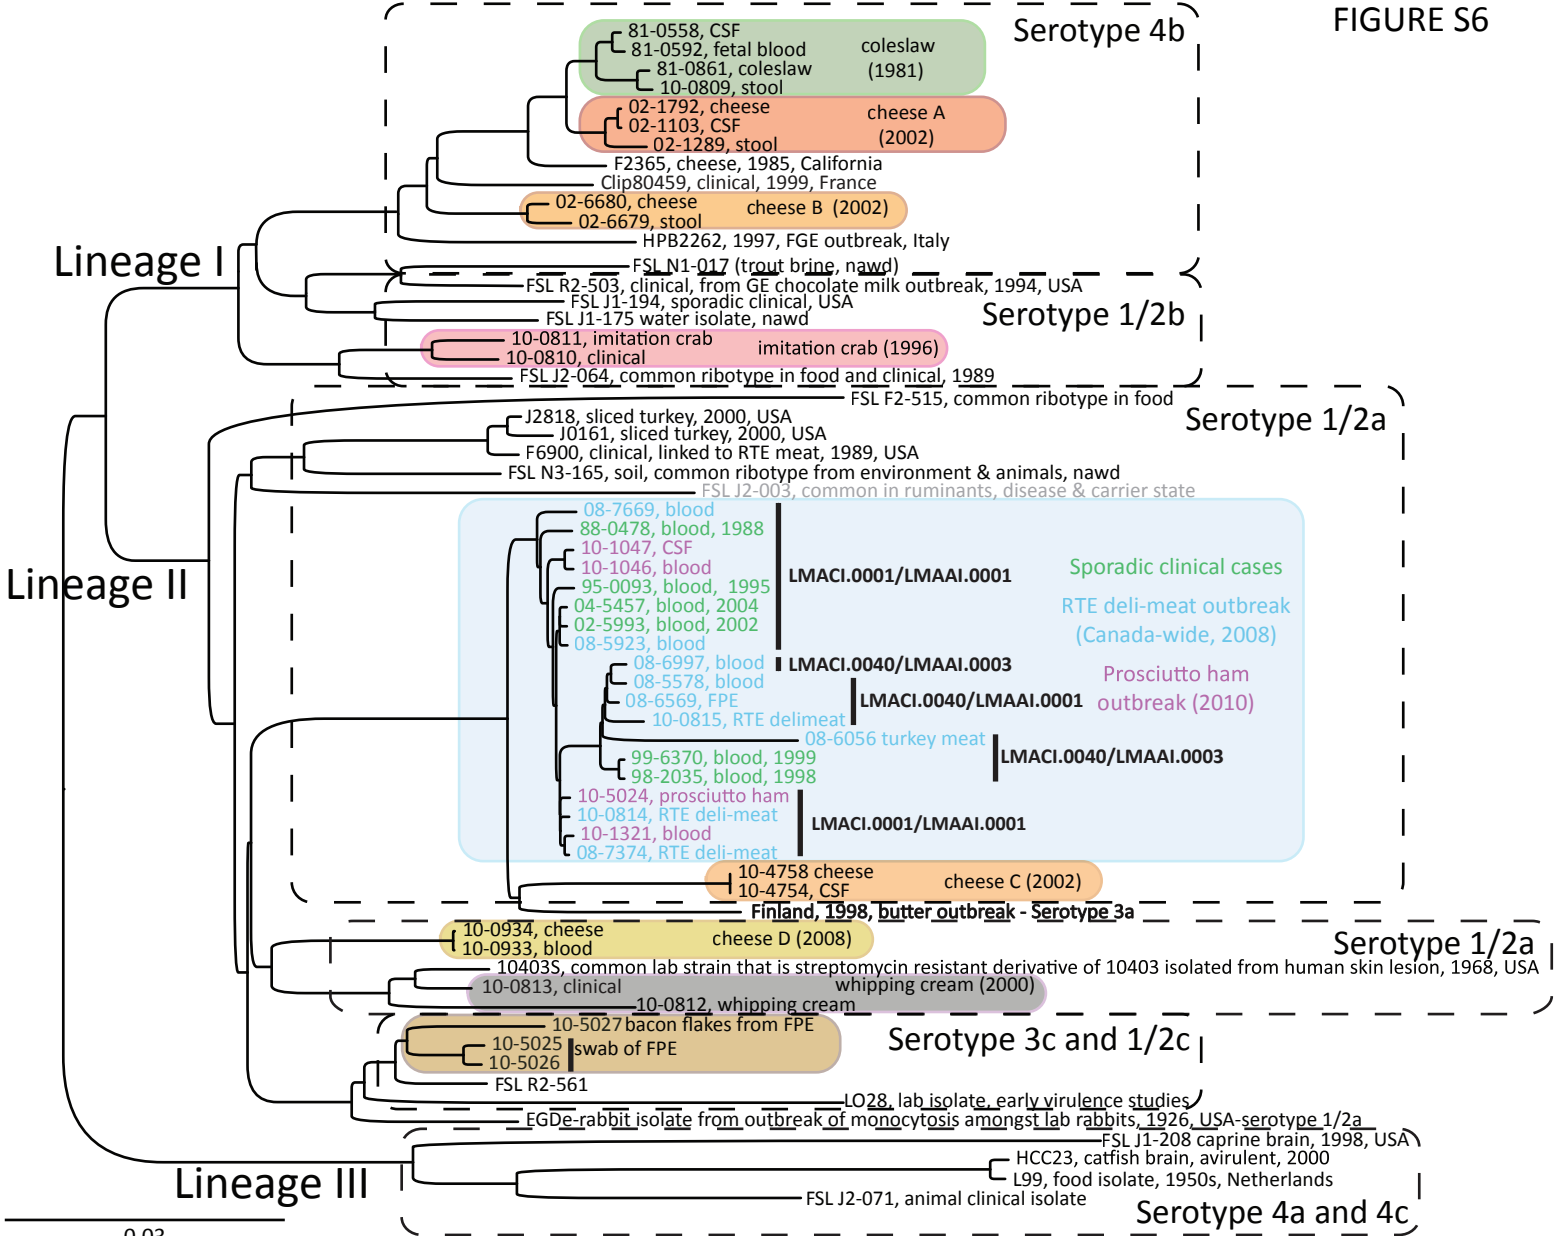 FIGURE S6
Serotype 4b
81-0558, CSF
81-0592, fetal blood
81-0861, coleslaw
10-0809, stool
coleslaw
(1981)
02-1792, cheese
02-1103, CSF
02-1289, stool
cheese A
(2002)
F2365, cheese, 1985, California
Clip80459, clinical, 1999, France
02-6680, cheese
02-6679, stool
cheese B (2002)
HPB2262, 1997, FGE outbreak, Italy
Lineage I
FSL N1-017 (trout brine, nawd)
FSL R2-503, clinical, from GE chocolate milk outbreak, 1994, USA
FSL J1-194, sporadic clinical, USA
FSL J1-175 water isolate, nawd
Serotype 1/2b
10-0811, imitation crab
10-0810, clinical
imitation crab (1996)
FSL J2-064, common ribotype in food and clinical, 1989
FSL F2-515, common ribotype in food
Serotype 1/2a
J2818, sliced turkey, 2000, USA
J0161, sliced turkey, 2000, USA
F6900, clinical, linked to RTE meat, 1989, USA
FSL N3-165, soil, common ribotype from environment & animals, nawd
FSL J2-003, common in ruminants, disease & carrier state
Lineage II
08-7669, blood
88-0478, blood, 1988
10-1047, CSF
10-1046, blood
95-0093, blood, 1995
04-5457, blood, 2004
02-5993, blood, 2002
08-5923, blood
LMACI.0001/LMAAI.0001
Sporadic clinical cases
RTE deli-meat outbreak
(Canada-wide, 2008)
Prosciutto ham
outbreak (2010)
08-6997, blood
LMACI.0040/LMAAI.0003
08-5578, blood
08-6569, FPE
10-0815, RTE delimeat
LMACI.0040/LMAAI.0001
08-6056 turkey meat
99-6370, blood, 1999
98-2035, blood, 1998
LMACI.0040/LMAAI.0003
10-5024, prosciutto ham
10-0814, RTE deli-meat
10-1321, blood
08-7374, RTE deli-meat
LMACI.0001/LMAAI.0001
10-4758 cheese
10-4754, CSF
cheese C (2002)
Finland, 1998, butter outbreak - Serotype 3a
10-0934, cheese
10-0933, blood
cheese D (2008)
Serotype 1/2a
10403S, common lab strain that is streptomycin resistant derivative of 10403 isolated from human skin lesion, 1968, USA
10-0813, clinical
whipping cream (2000)
10-0812, whipping cream
10-5027 bacon flakes from FPE
10-5025
10-5026
swab of FPE
Serotype 3c and 1/2c
FSL R2-561
LO28, lab isolate, early virulence studies
EGDe-rabbit isolate from outbreak of monocytosis amongst lab rabbits, 1926, USA-serotype 1/2a
FSL J1-208 caprine brain, 1998, USA
HCC23, catfish brain, avirulent, 2000
L99, food isolate, 1950s, Netherlands
FSL J2-071, animal clinical isolate
Lineage III
Serotype 4a and 4c
0.03